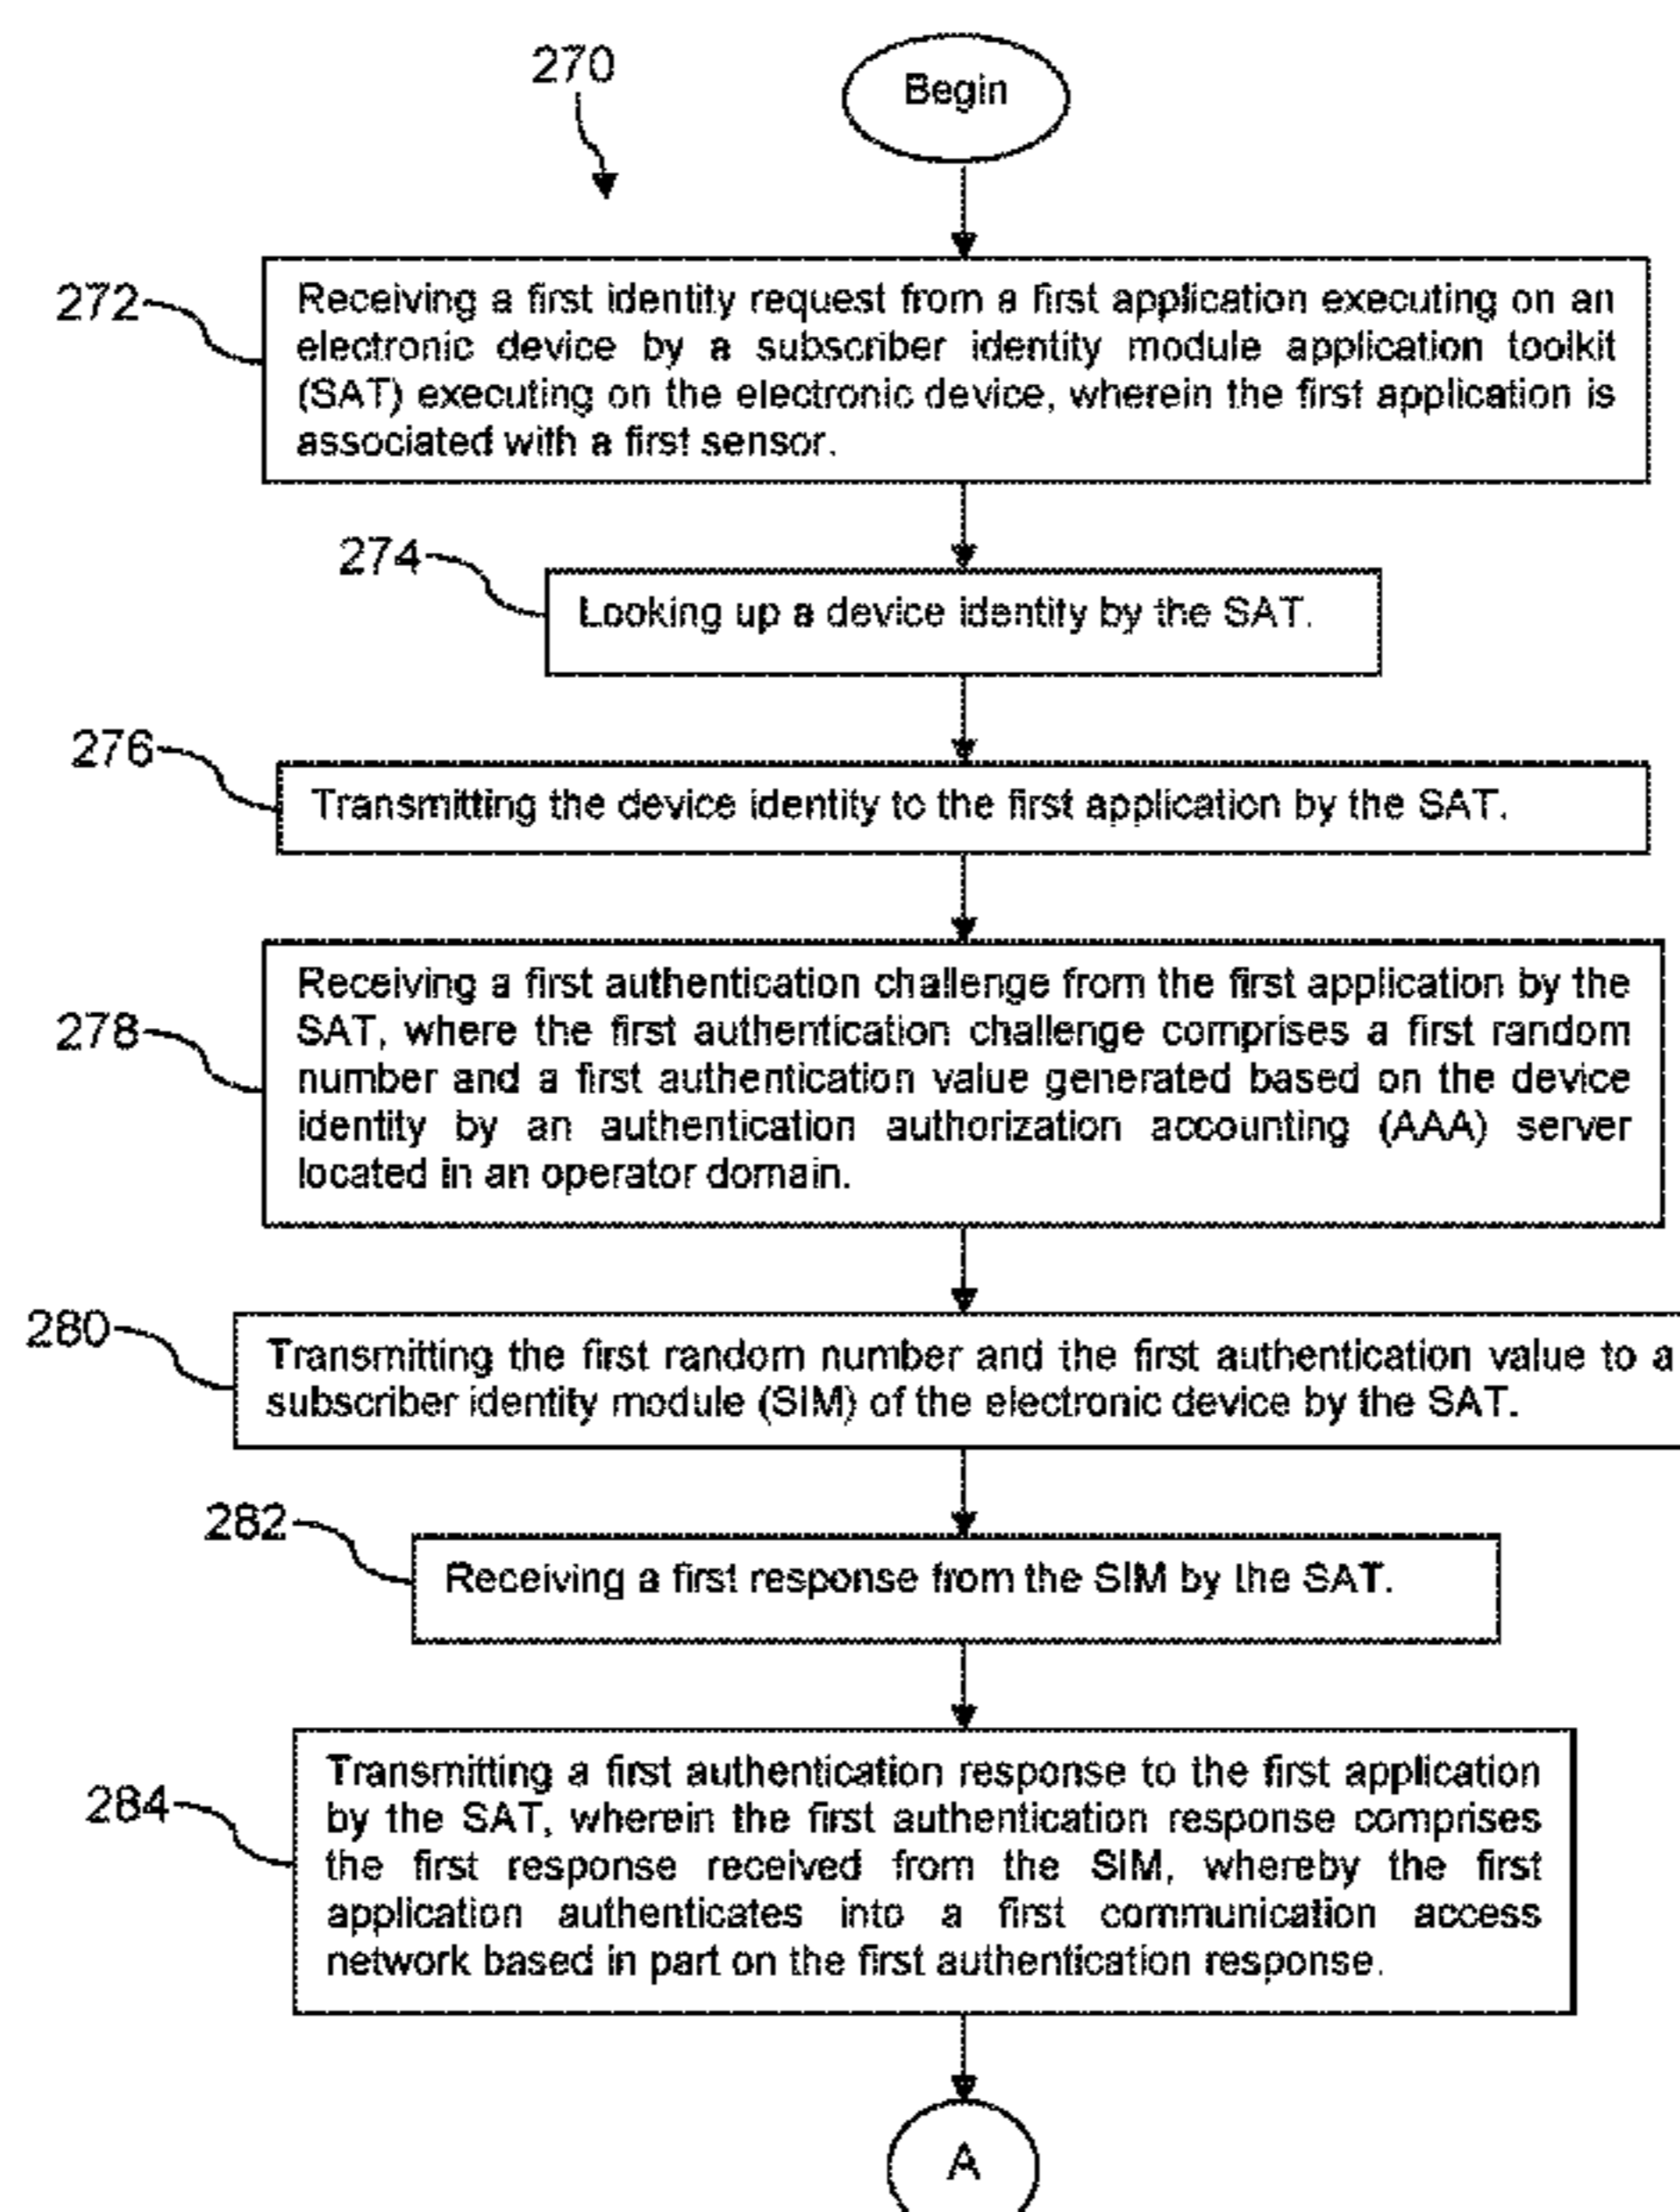 270
Begin
272
Receiving a first identity request from a first application executing on an
electronic device by a subscriber identity module application toolkit
(SAT) executing on the electronic device, wherein the first application is
associated with a first sensor.
274
Looking up a device identity by the SAT.
276
Transmitting the device identity to the first application by the SAT.
278
Receiving a first authentication challenge from the first application by the
SAT, where the first authentication challenge comprises a first random
number and a first authentication value generated based on the device
identity by an authentication authorization accounting (AAA) server
located in an operator domain.
280
Transmitting the first random number and the first authentication value to a
subscriber identity module (SIM) of the electronic device by the SAT.
282
Receiving a first response from the SIM by the SAT.
284
Transmitting a first authentication response to the first application
by the SAT, wherein the first authentication response comprises
the first response received from the SIM, whereby the first
application authenticates into a first communication access
network based in part on the first authentication response.
A